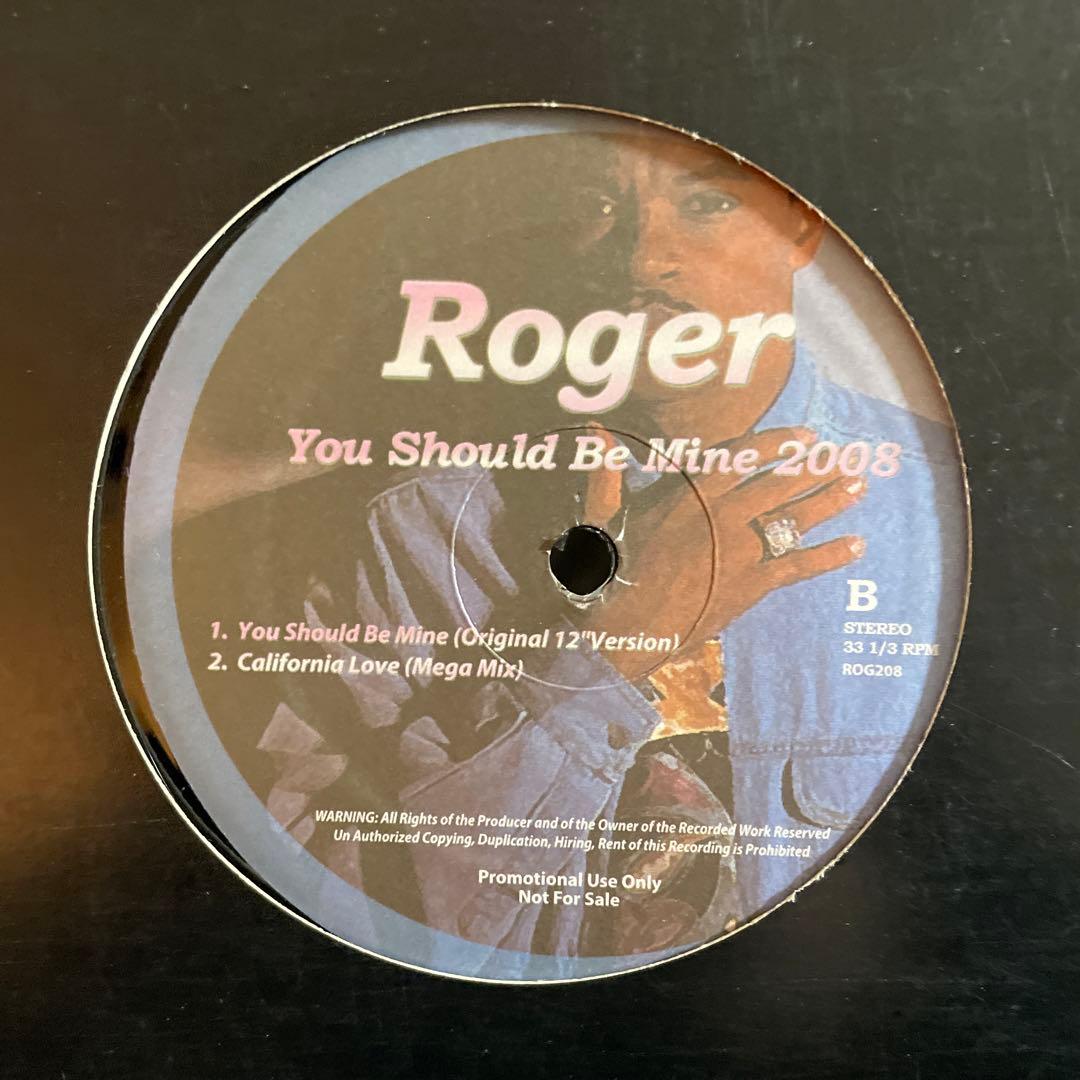 Roger
You Should Be Mine 2008
1. You Should Be Mine (Original 12"Version)
2. California Love (Mega Mix)
B
STEREO
33 1/3 RPM
ROG208
WARNING: All Rights of the Producer and of the Owner of the Recorded Work Reserved
Un Authorized Copying, Duplication, Hiring, Rent of this Recording is Prohibited
Promotional Use Only
Not For Sale